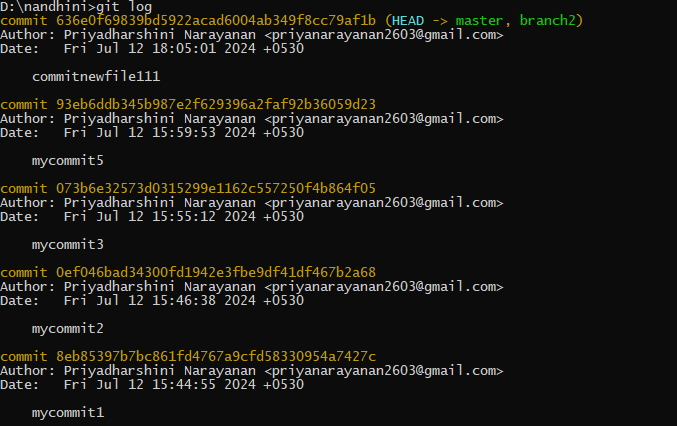 D:\nandhini>git log
commit 636e0f69839bd5922acad6004ab349f8cc79af1b (HEAD -> master, branch2)
Author: Priyadharshini Narayanan <priyanarayanan2603@gmail.com>
Date:   Fri Jul 12 18:05:01 2024 +0530
    commitnewfile111
commit 93eb6ddb345b987e2f629396a2faf92b36059d23
Author: Priyadharshini Narayanan <priyanarayanan2603@gmail.com>
Date:   Fri Jul 12 15:59:53 2024 +0530
    mycommit5
commit 073b6e32573d0315299e1162c557250f4b864f05
Author: Priyadharshini Narayanan <priyanarayanan2603@gmail.com>
Date:   Fri Jul 12 15:55:12 2024 +0530
    mycommit3
commit 0ef046bad34300fd1942e3fbe9df41df467b2a68
Author: Priyadharshini Narayanan <priyanarayanan2603@gmail.com>
Date:   Fri Jul 12 15:46:38 2024 +0530
    mycommit2
commit 8eb85397b7bc861fd4767a9cfd58330954a7427c
Author: Priyadharshini Narayanan <priyanarayanan2603@gmail.com>
Date:   Fri Jul 12 15:44:55 2024 +0530
    mycommit1